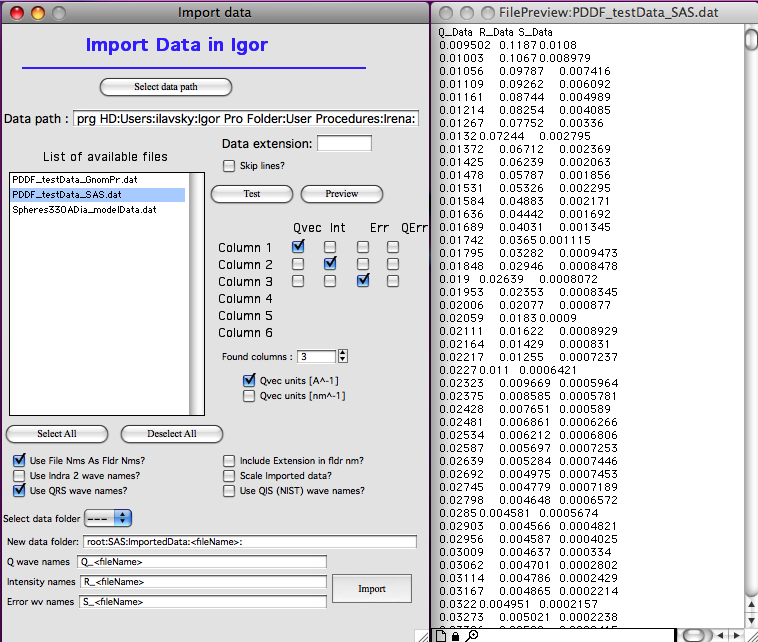 Import data
Import Data in Igor
Select data path
Data path : prg HD:Users:ilavsky:Igor Pro Folder:User Procedures:Irena:
Data extension:
List of available files
Skip lines?
PDDF_testData_GnomPr.dat
PDDF_testData_SAS.dat
Spheres330ADia_modelData.dat
Test Preview
Qvec Int Err QErr
Column 1
Column 2
Column 3
Column 4
Column 5
Column 6
Found columns : 3
Qvec units [A^-1]
Qvec units [nm^-1]
Select All Deselect All
Use File Nms As Fldr Nms? Include Extension in fldr nm?
Use Indra 2 wave names? Scale Imported data?
Use QRS wave names? Use QIS (NIST) wave names?
Select data folder ---
New data folder: root:SAS:ImportedData:<fileName>:
Q wave names Q_<fileName>
Intensity names R_<fileName>
Error wv names S_<fileName>
Import
FilePreview:PDDF_testData_SAS.dat
Q_Data R_Data S_Data
0.009502 0.1187 0.0108
0.01003 0.1067 0.008979
0.01056 0.09787 0.007416
0.01109 0.09262 0.006092
0.01161 0.08744 0.004989
0.01214 0.08254 0.004085
0.01267 0.07752 0.00336
0.0132 0.07244 0.002795
0.01372 0.06712 0.002369
0.01425 0.06239 0.002063
0.01478 0.05787 0.001856
0.01531 0.05326 0.002295
0.01584 0.04883 0.002171
0.01636 0.04442 0.001692
0.01689 0.04031 0.001345
0.01742 0.0365 0.001115
0.01795 0.03282 0.0009473
0.01848 0.02946 0.0008478
0.019 0.02639 0.0008072
0.01953 0.02353 0.0008345
0.02006 0.02077 0.000877
0.02059 0.0183 0.0009
0.02111 0.01622 0.0008929
0.02164 0.01429 0.000831
0.02217 0.01255 0.0007237
0.0227 0.011 0.0006421
0.02323 0.009669 0.0005964
0.02375 0.008585 0.0005781
0.02428 0.007651 0.000589
0.02481 0.006861 0.0006266
0.02534 0.006212 0.0006806
0.02587 0.005697 0.0007253
0.02639 0.005284 0.0007446
0.02692 0.004975 0.0007453
0.02745 0.004779 0.0007189
0.02798 0.004648 0.0006572
0.0285 0.004581 0.0005674
0.02903 0.004566 0.0004821
0.02956 0.004587 0.0004025
0.03009 0.004637 0.000334
0.03062 0.004701 0.0002802
0.03114 0.004786 0.0002429
0.03167 0.004865 0.0002214
0.0322 0.004951 0.0002157
0.03273 0.005021 0.0002238